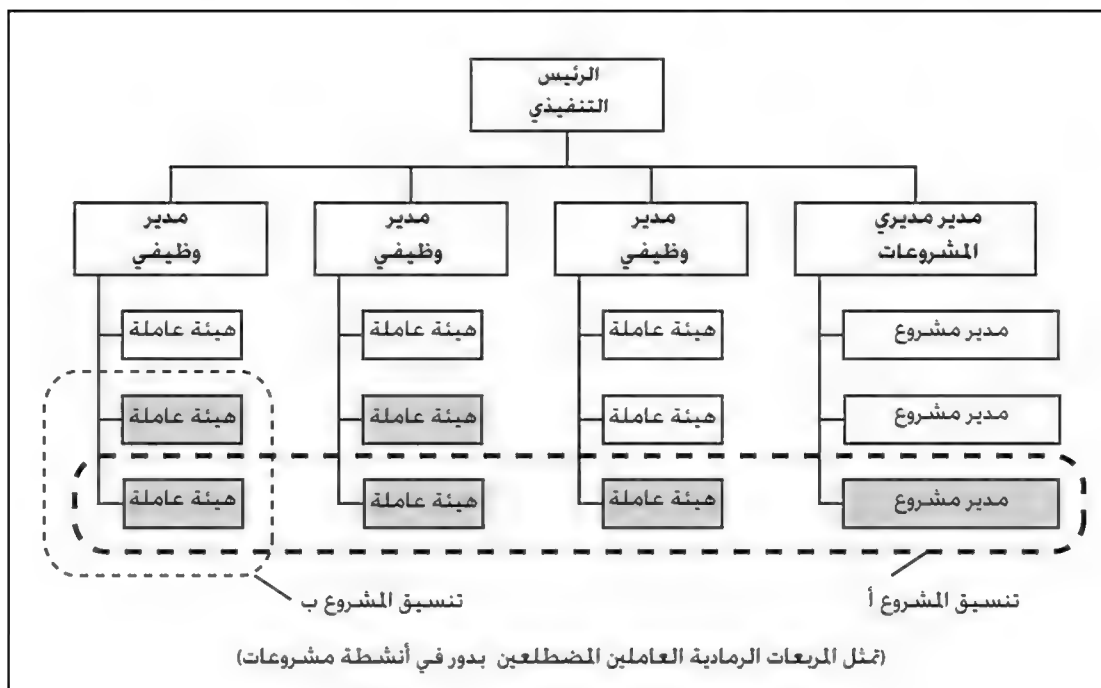 الرئيس
التنفيذي
مدير مديري
المشروعات
مدير
وظيفي
مدير
وظيفي
مدير
وظيفي
مدير مشروع
هيئة عاملة
هيئة عاملة
هيئة عاملة
مدير مشروع
هيئة عاملة
هيئة عاملة
هيئة عاملة
مدير مشروع
هيئة عاملة
هيئة عاملة
هيئة عاملة
تنسيق المشروع أ
تنسيق المشروع ب
(تمثل المربعات الرمادية العاملين المضطلعين بدور في أنشطة مشروعات)